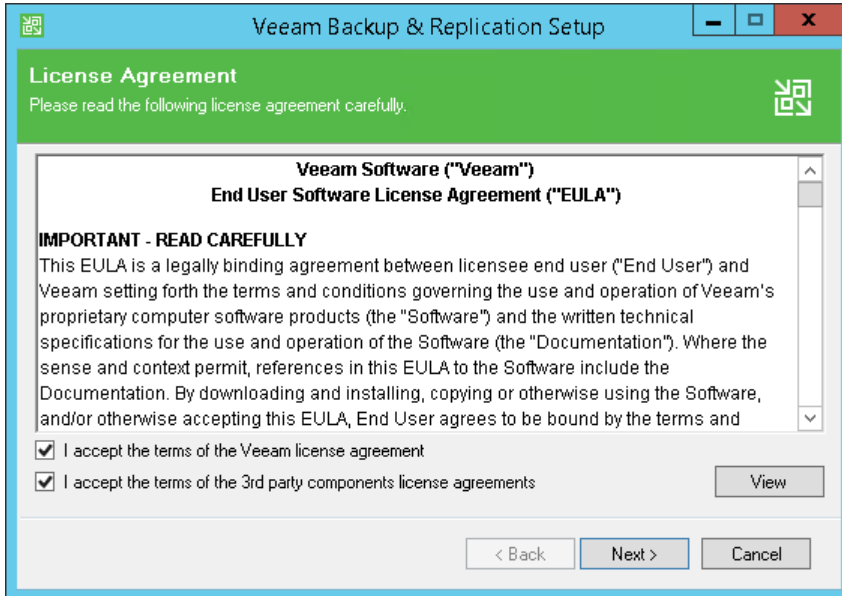 Veeam Backup & Replication Setup
License Agreement
Please read the following license agreement carefully.
Veeam Software ("Veeam")
End User Software License Agreement ("EULA")
IMPORTANT - READ CAREFULLY
This EULA is a legally binding agreement between licensee end user ("End User") and
Veeam setting forth the terms and conditions governing the use and operation of Veeam's
proprietary computer software products (the "Software") and the written technical
specifications for the use and operation of the Software (the "Documentation"). Where the
sense and context permit, references in this EULA to the Software include the
Documentation. By downloading and installing, copying or otherwise using the Software,
and/or otherwise accepting this EULA, End User agrees to be bound by the terms and
I accept the terms of the Veeam license agreement
I accept the terms of the 3rd party components license agreements
View
< Back
Next >
Cancel